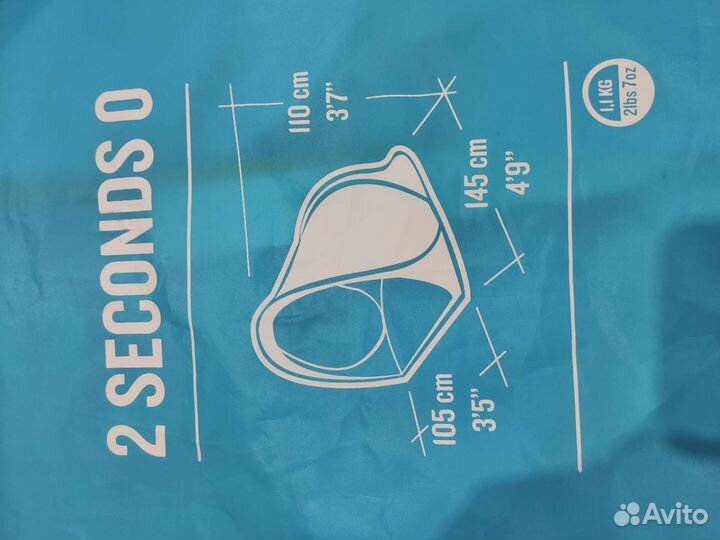 2 SECONDS 0
110 cm
3'7"
145 cm
4'9"
105 cm
3'5"
1.1 KG
2lbs 7oz
Avito